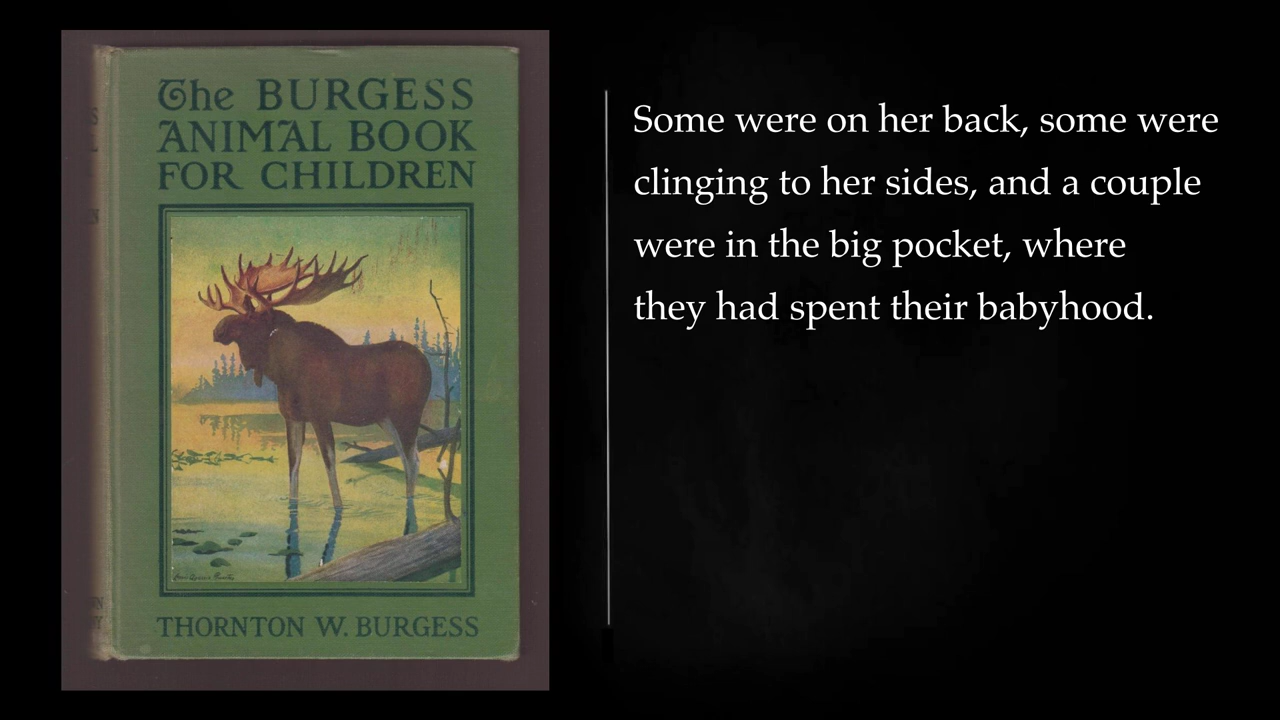 The BURGESS
ANIMAL BOOK
FOR CHILDREN
THORNTON W. BURGESS
Some were on her back, some were
clinging to her sides, and a couple
were in the big pocket, where
they had spent their babyhood.